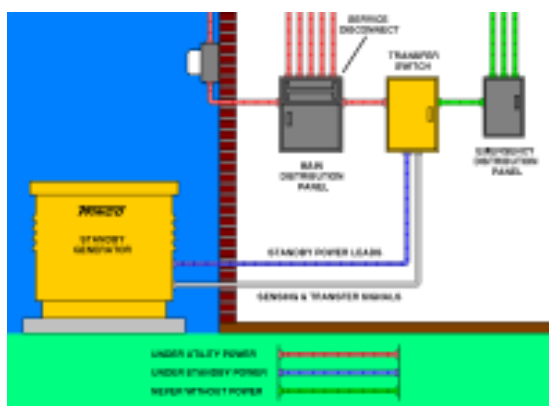 SERVICE
DISCONNECT
TRANSFER
SWITCH
MAIN
DISTRIBUTION
PANEL
EMERGENCY
DISTRIBUTION
PANEL
WINCO
STANDBY
GENERATOR
STANDBY POWER LEADS
SENSING & TRANSFER SIGNALS
UNDER UTILITY POWER
UNDER STANDBY POWER
NEVER WITHOUT POWER